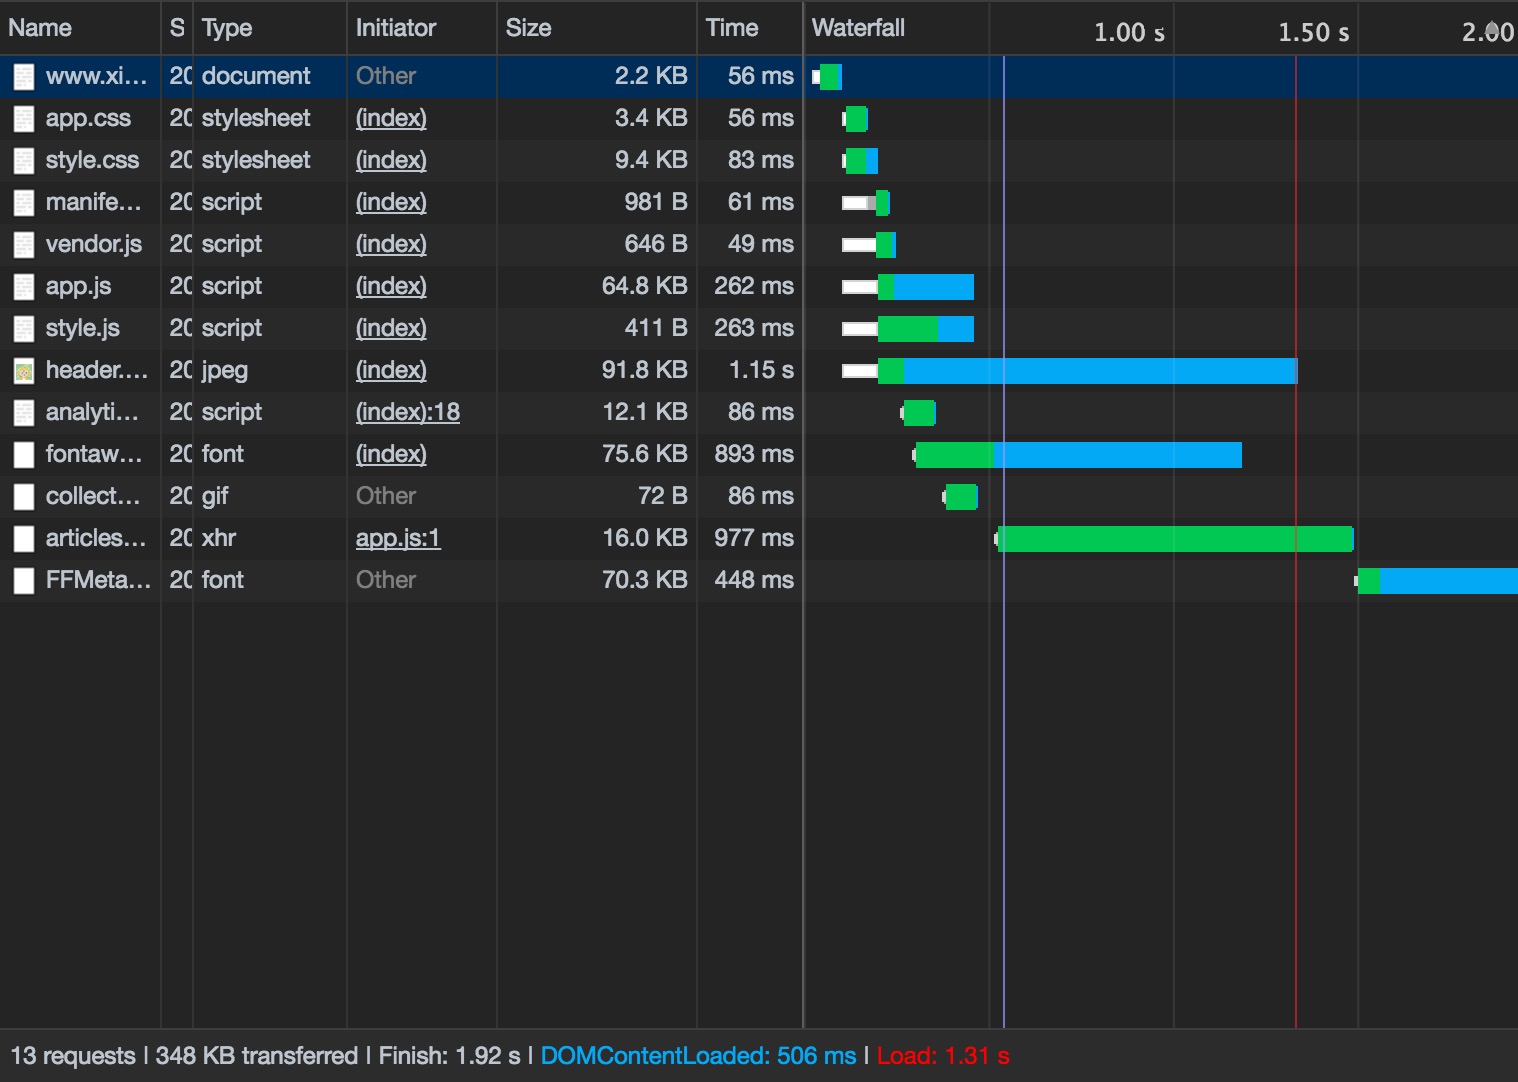 Name S Type Initiator Size Time Waterfall 1.00 s 1.50 s 2.00
www.xi... 20 document Other 2.2 KB 56 ms
app.css 20 stylesheet (index) 3.4 KB 56 ms
style.css 20 stylesheet (index) 9.4 KB 83 ms
manife... 20 script (index) 981 B 61 ms
vendor.js 20 script (index) 646 B 49 ms
app.js 20 script (index) 64.8 KB 262 ms
style.js 20 script (index) 411 B 263 ms
header.... 20 jpeg (index) 91.8 KB 1.15 s
analyti... 20 script (index):18 12.1 KB 86 ms
fontaw... 20 font (index) 75.6 KB 893 ms
collect... 20 gif Other 72 B 86 ms
articles... 20 xhr app.js:1 16.0 KB 977 ms
FFMeta... 20 font Other 70.3 KB 448 ms
13 requests | 348 KB transferred | Finish: 1.92 s | DOMContentLoaded: 506 ms | Load: 1.31 s